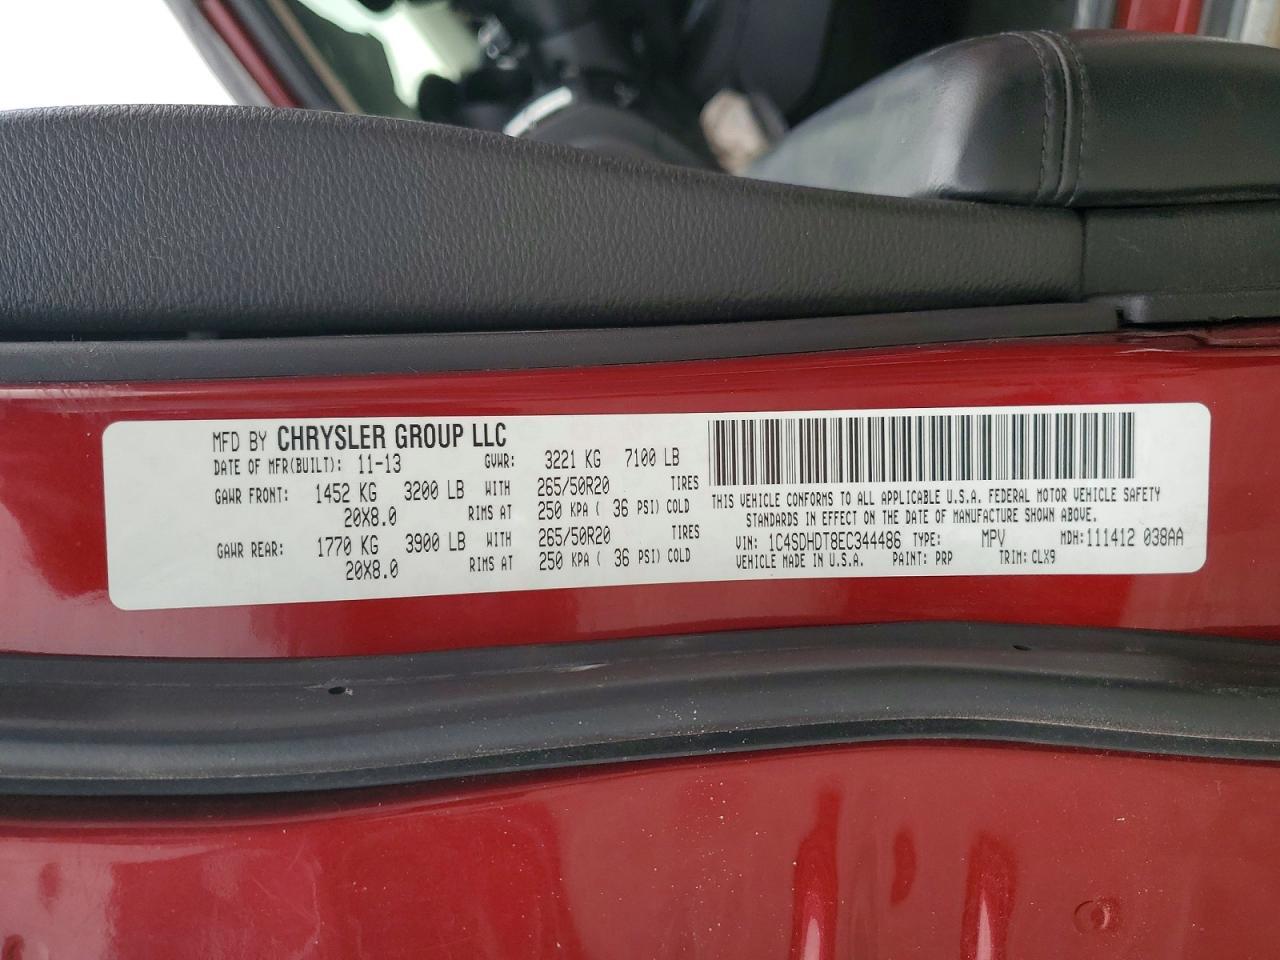 MFD BY CHRYSLER GROUP LLC
DATE OF MFR(BUILT): 11-13 GVWR: 3221 KG 7100 LB
GAWR FRONT: 1452 KG 3200 LB WITH 265/50R20 TIRES
20X8.0 RIMS AT 250 KPA ( 36 PSI) COLD
GAWR REAR: 1770 KG 3900 LB WITH 265/50R20 TIRES
20X8.0 RIMS AT 250 KPA ( 36 PSI) COLD
THIS VEHICLE CONFORMS TO ALL APPLICABLE U.S.A. FEDERAL MOTOR VEHICLE SAFETY
STANDARDS IN EFFECT ON THE DATE OF MANUFACTURE SHOWN ABOVE.
VIN: 1C4SDHDT8EC344486 TYPE: MPV MDH: 111412 038AA
VEHICLE MADE IN U.S.A. PAINT: PRP TRIM: CLX9